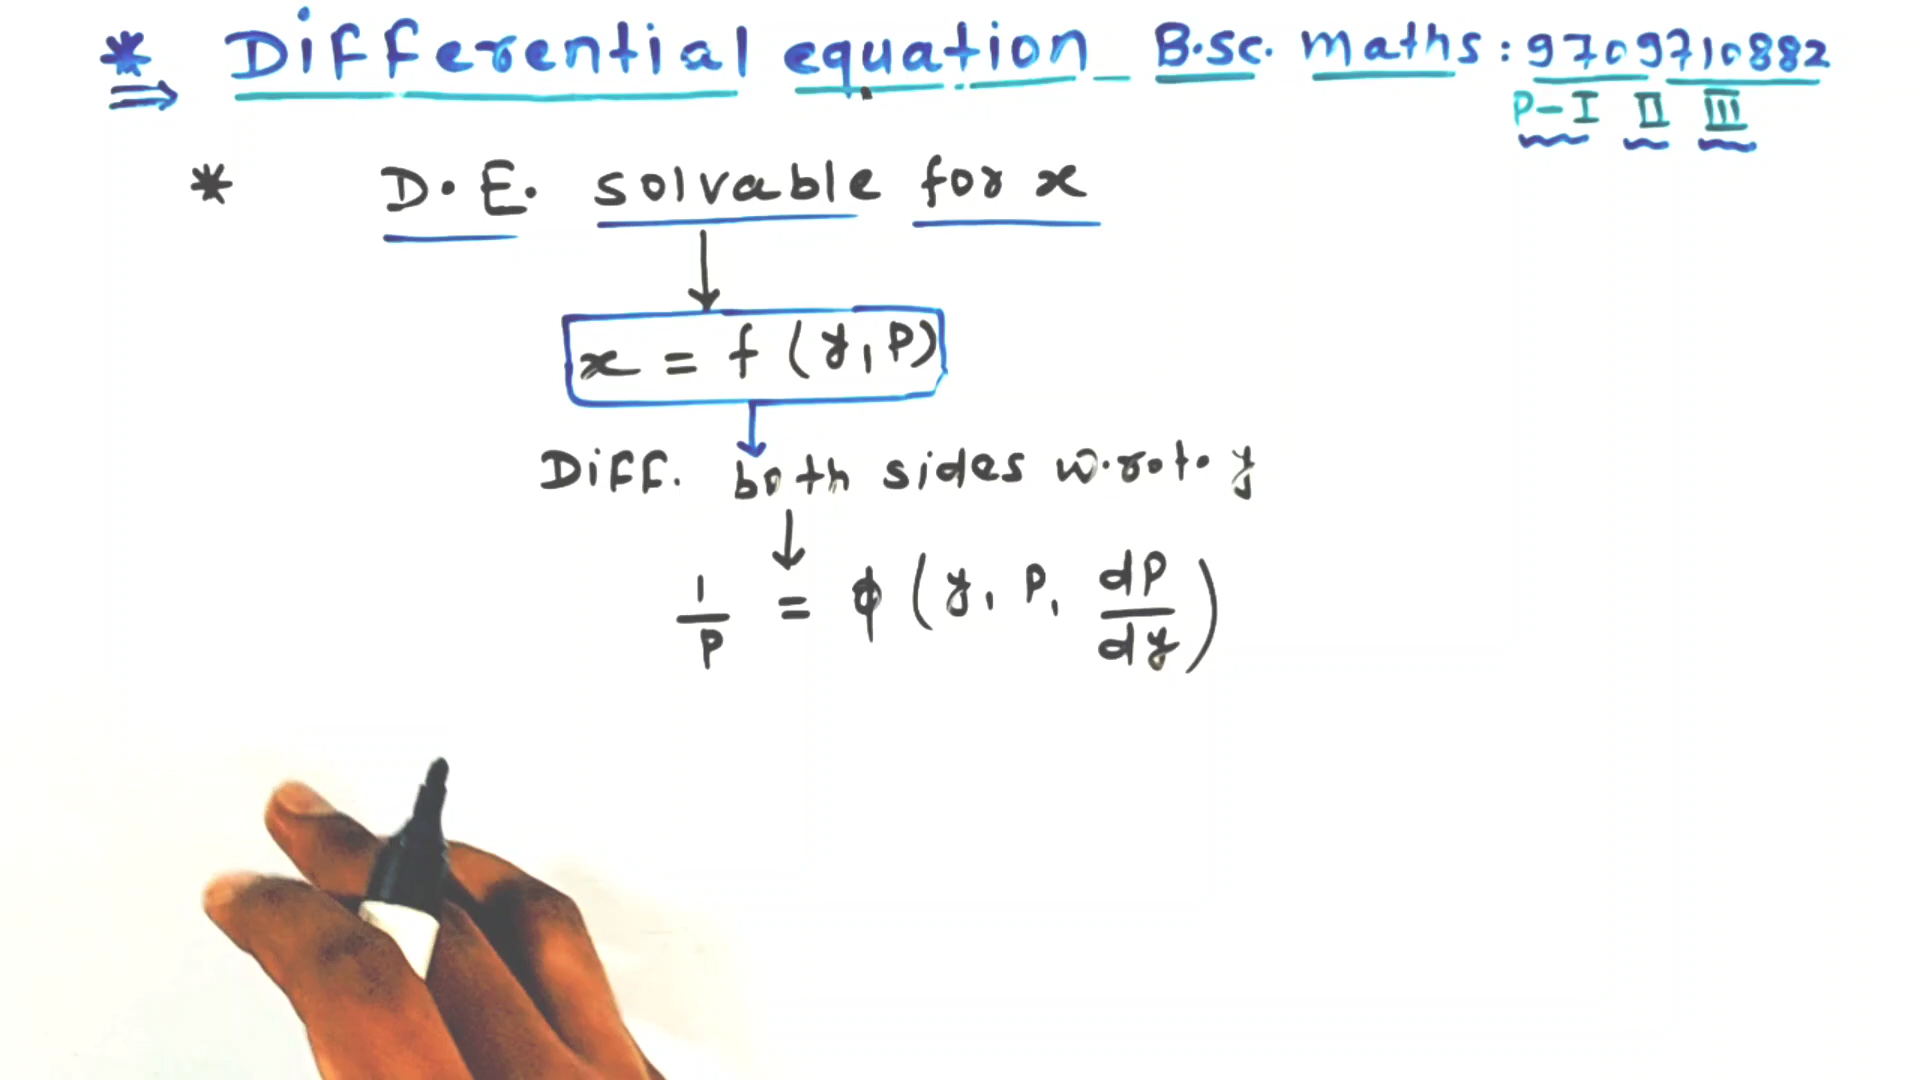 * Differential equation B.sc. maths: 9709710882
⇒ P-I II III
* D.E. solvable for x
↓
x = f(y, p)
↓
Diff. both sides w.r.t. y
↓
1/p = ϕ(y, p, dp/dy)